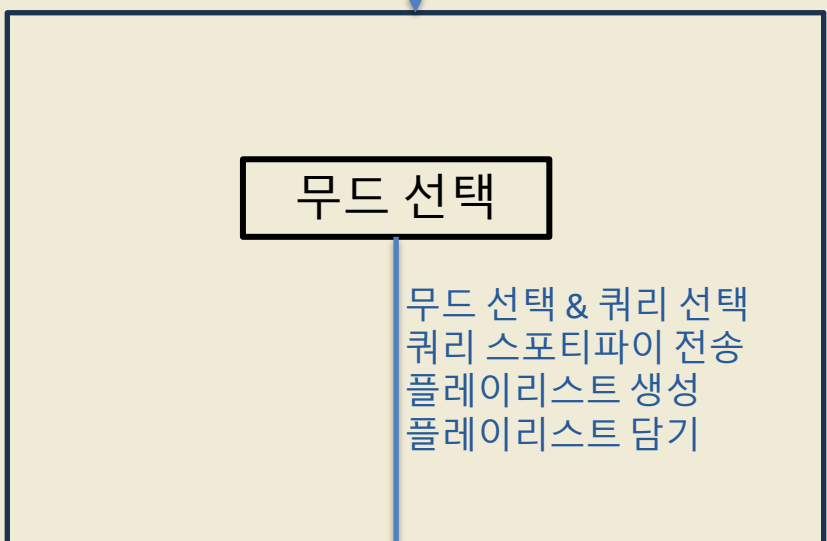 무드 선택
무드 선택 & 쿼리 선택
쿼리 스포티파이 전송
플레이리스트 생성
플레이리스트 담기